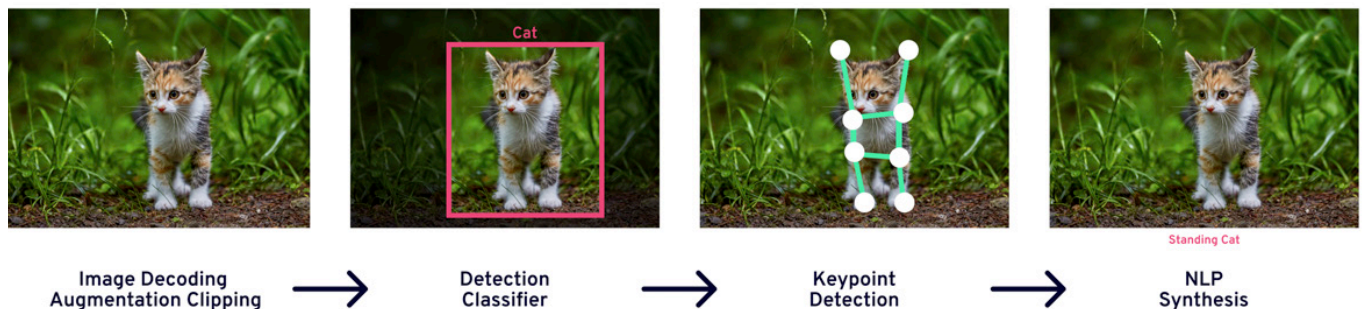 Cat
Standing Cat
Image Decoding
Augmentation Clipping
Detection
Classifier
Keypoint
Detection
NLP
Synthesis